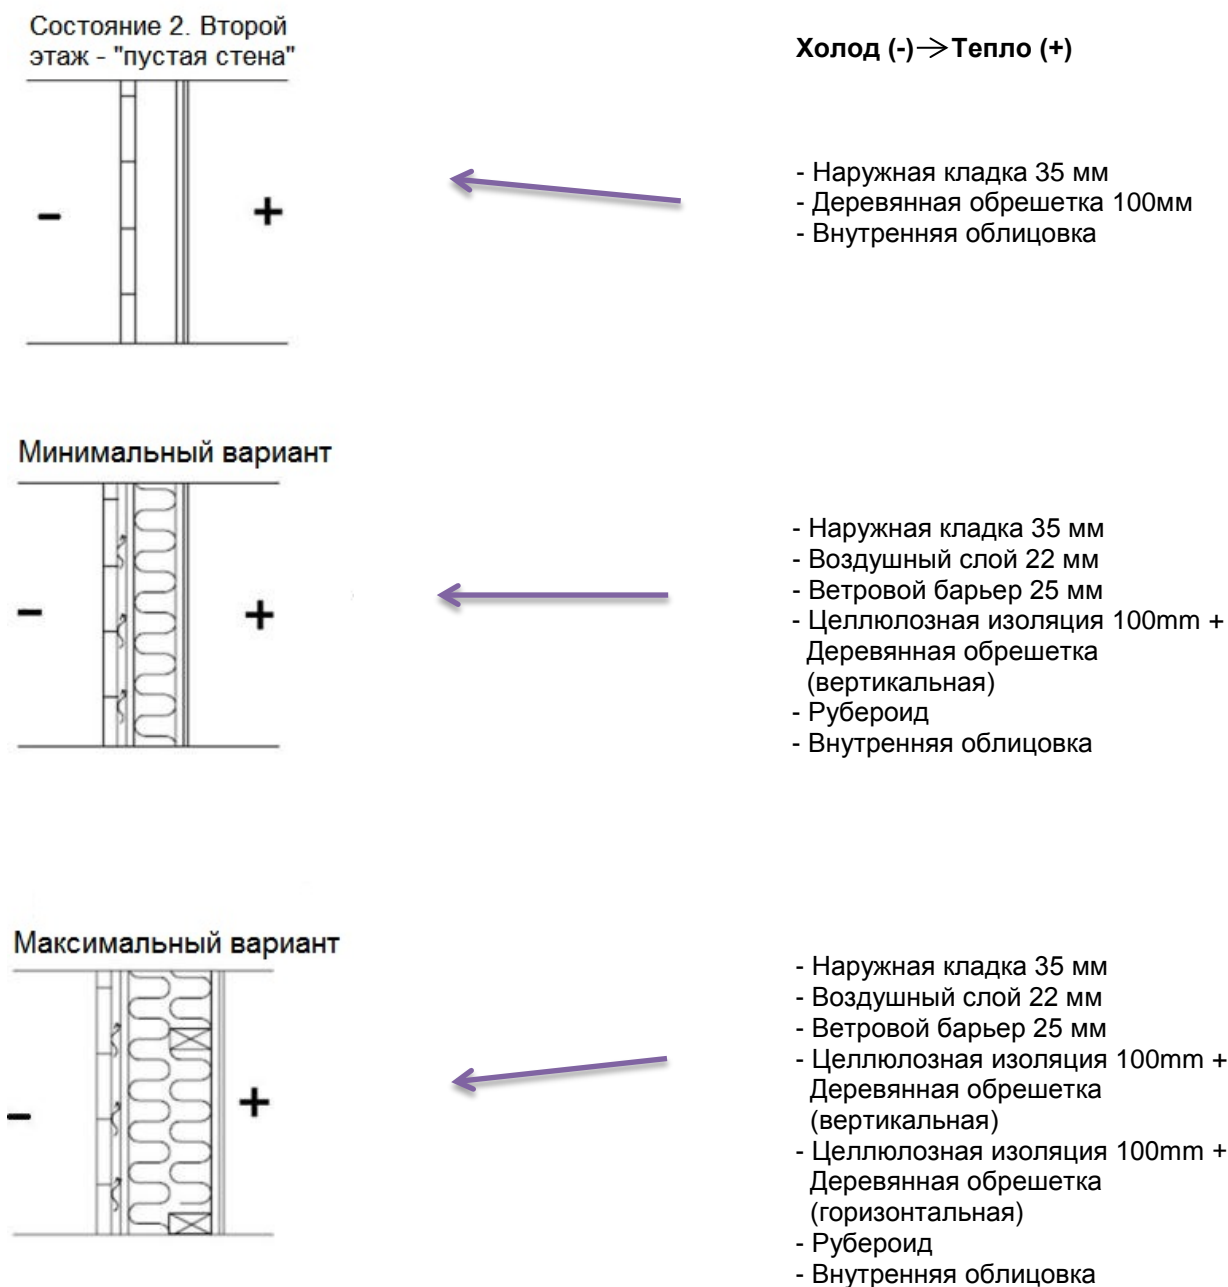 Состояние 2. Второй
этаж - "пустая стена"
Холод (-)→Тепло (+)
-
+
- Наружная кладка 35 мм
- Деревянная обрешетка 100мм
- Внутренняя облицовка
Минимальный вариант
-
+
- Наружная кладка 35 мм
- Воздушный слой 22 мм
- Ветровой барьер 25 мм
- Целлюлозная изоляция 100mm +
Деревянная обрешетка
(вертикальная)
- Рубероид
- Внутренняя облицовка
Максимальный вариант
-
+
- Наружная кладка 35 мм
- Воздушный слой 22 мм
- Ветровой барьер 25 мм
- Целлюлозная изоляция 100mm +
Деревянная обрешетка
(вертикальная)
- Целлюлозная изоляция 100mm +
Деревянная обрешетка
(горизонтальная)
- Рубероид
- Внутренняя облицовка